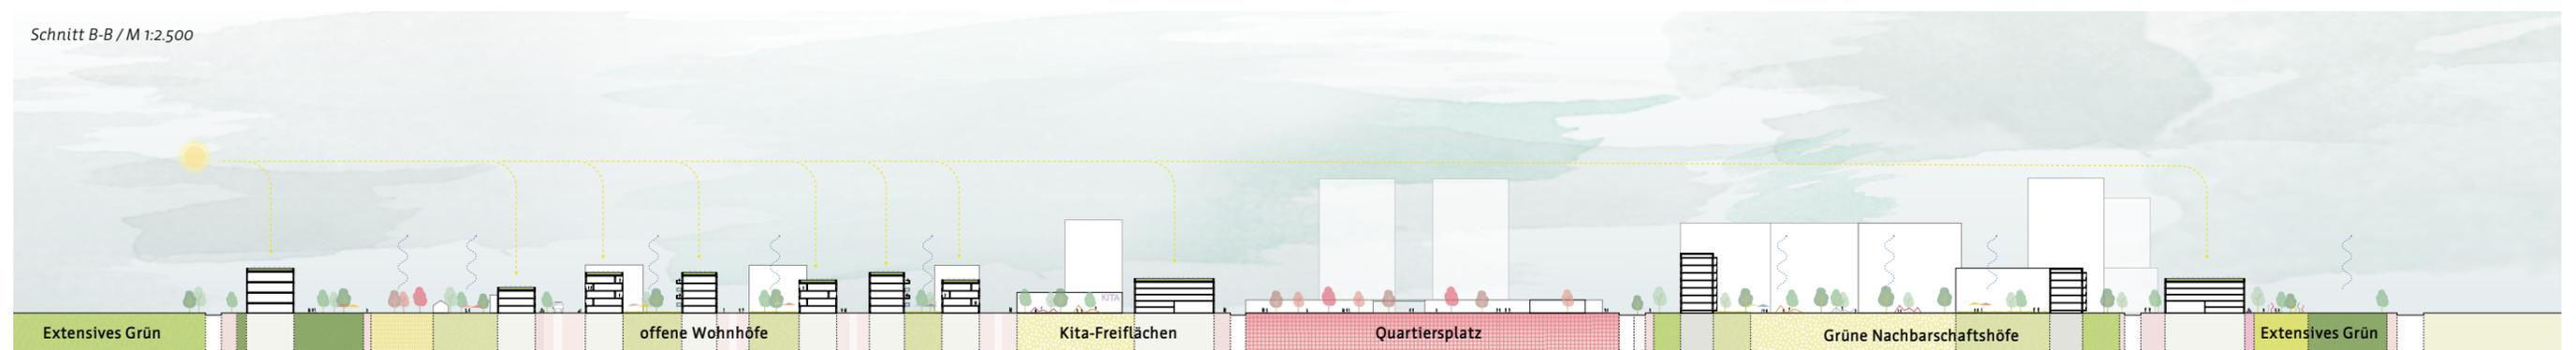 Schnitt B-B / M 1:2.500
KITA
Extensives Grün
offene Wohnhöfe
Kita-Freiflächen
Quartiersplatz
Grüne Nachbarschaftshöfe
Extensives Grün